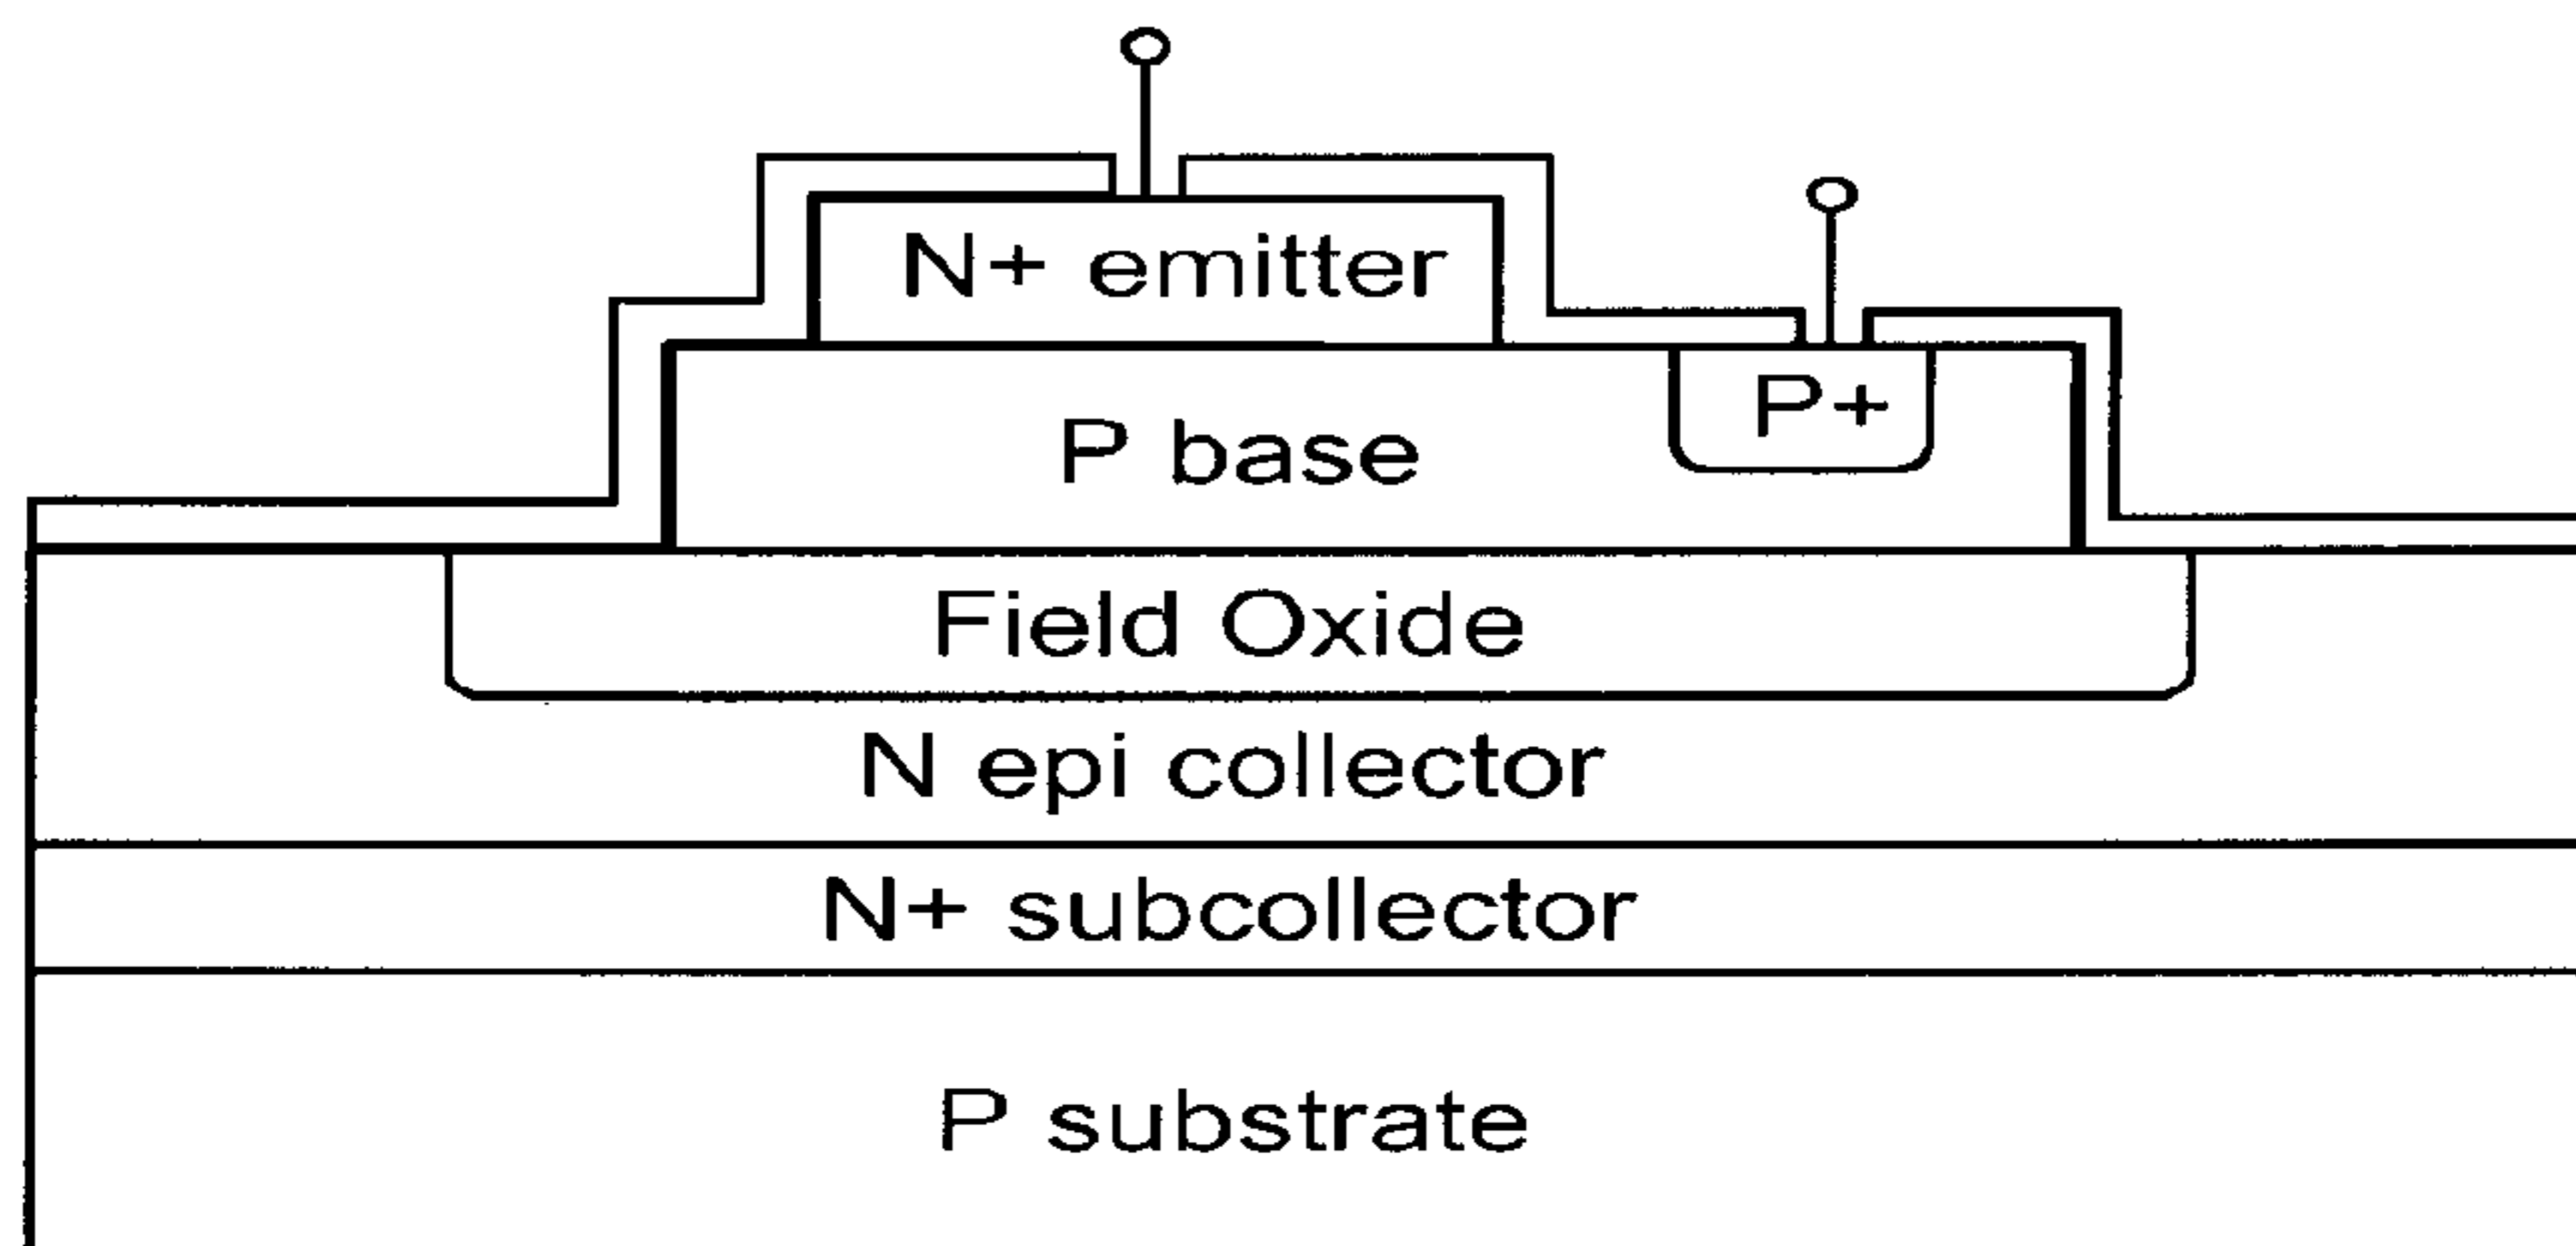 N+ emitter
P+
P base
Field Oxide
N epi collector
N+ subcollector
P substrate